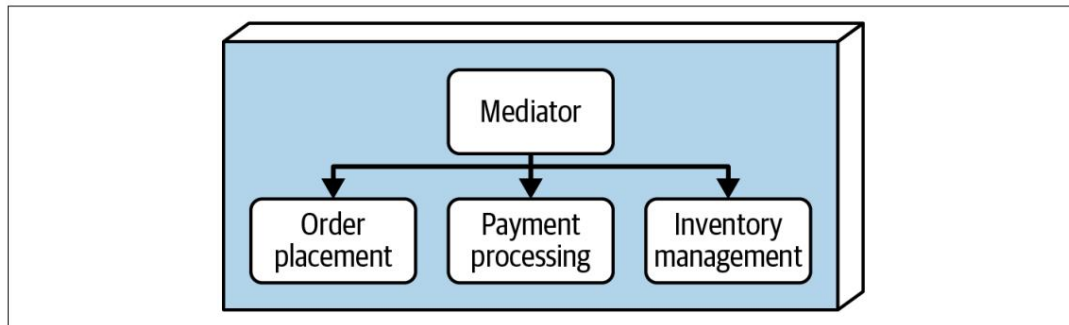 Mediator
Order
placement
Payment
processing
Inventory
management